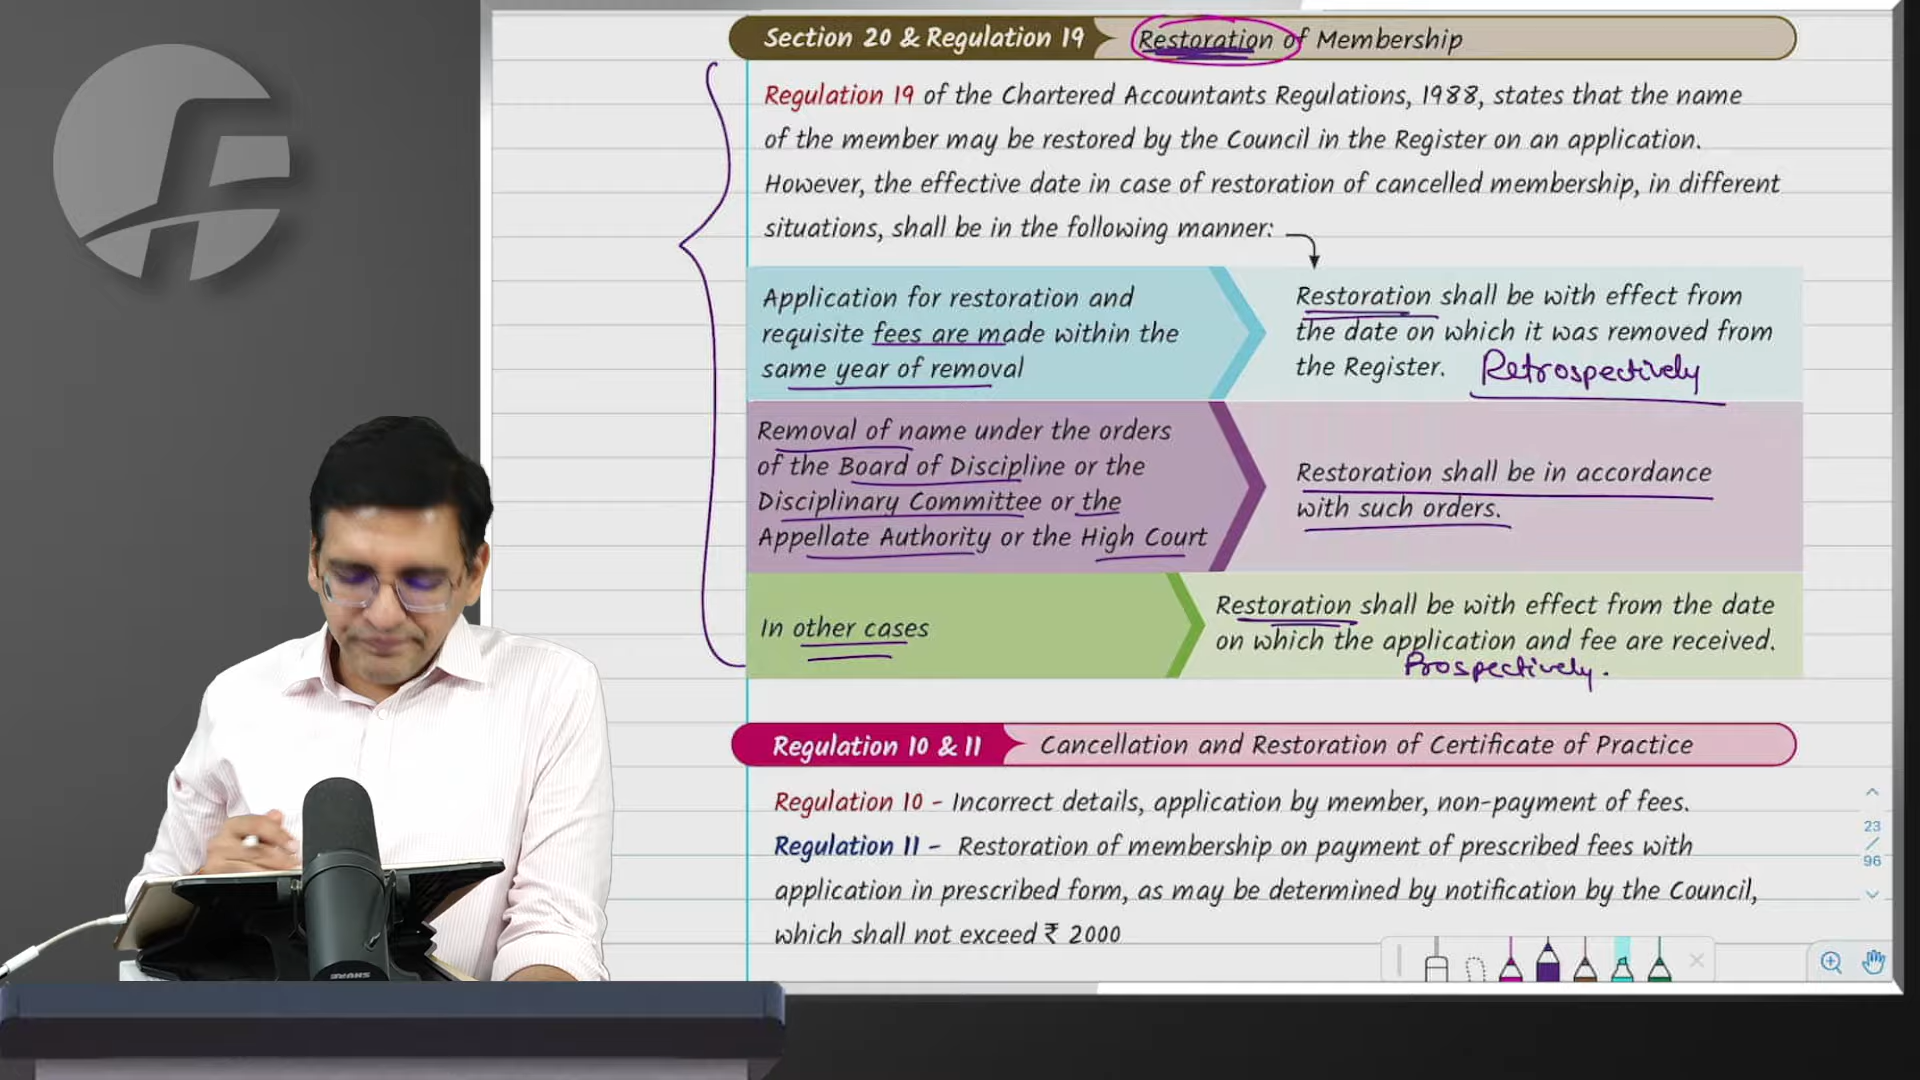 Section 20 & Regulation 19 Restoration of Membership
Regulation 19 of the Chartered Accountants Regulations, 1988, states that the name
of the member may be restored by the Council in the Register on an application.
However, the effective date in case of restoration of cancelled membership, in different
situations, shall be in the following manner:
Application for restoration and
requisite fees are made within the
same year of removal
Restoration shall be with effect from
the date on which it was removed from
the Register. Retrospectively
Removal of name under the orders
of the Board of Discipline or the
Disciplinary Committee or the
Appellate Authority or the High Court
Restoration shall be in accordance
with such orders.
In other cases
Restoration shall be with effect from the date
on which the application and fee are received.
Prospectively.
Regulation 10 & 11 Cancellation and Restoration of Certificate of Practice
Regulation 10 - Incorrect details, application by member, non-payment of fees.
Regulation 11 - Restoration of membership on payment of prescribed fees with
application in prescribed form, as may be determined by notification by the Council,
which shall not exceed ₹ 2000
23
/
96
SHURE